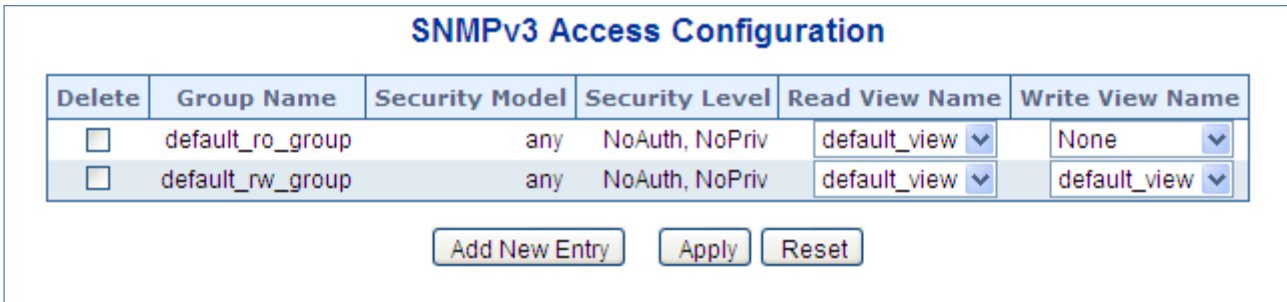 SNMPv3 Access Configuration
Delete Group Name Security Model Security Level Read View Name Write View Name
default_ro_group any NoAuth, NoPriv default_view None
default_rw_group any NoAuth, NoPriv default_view default_view
Add New Entry Apply Reset